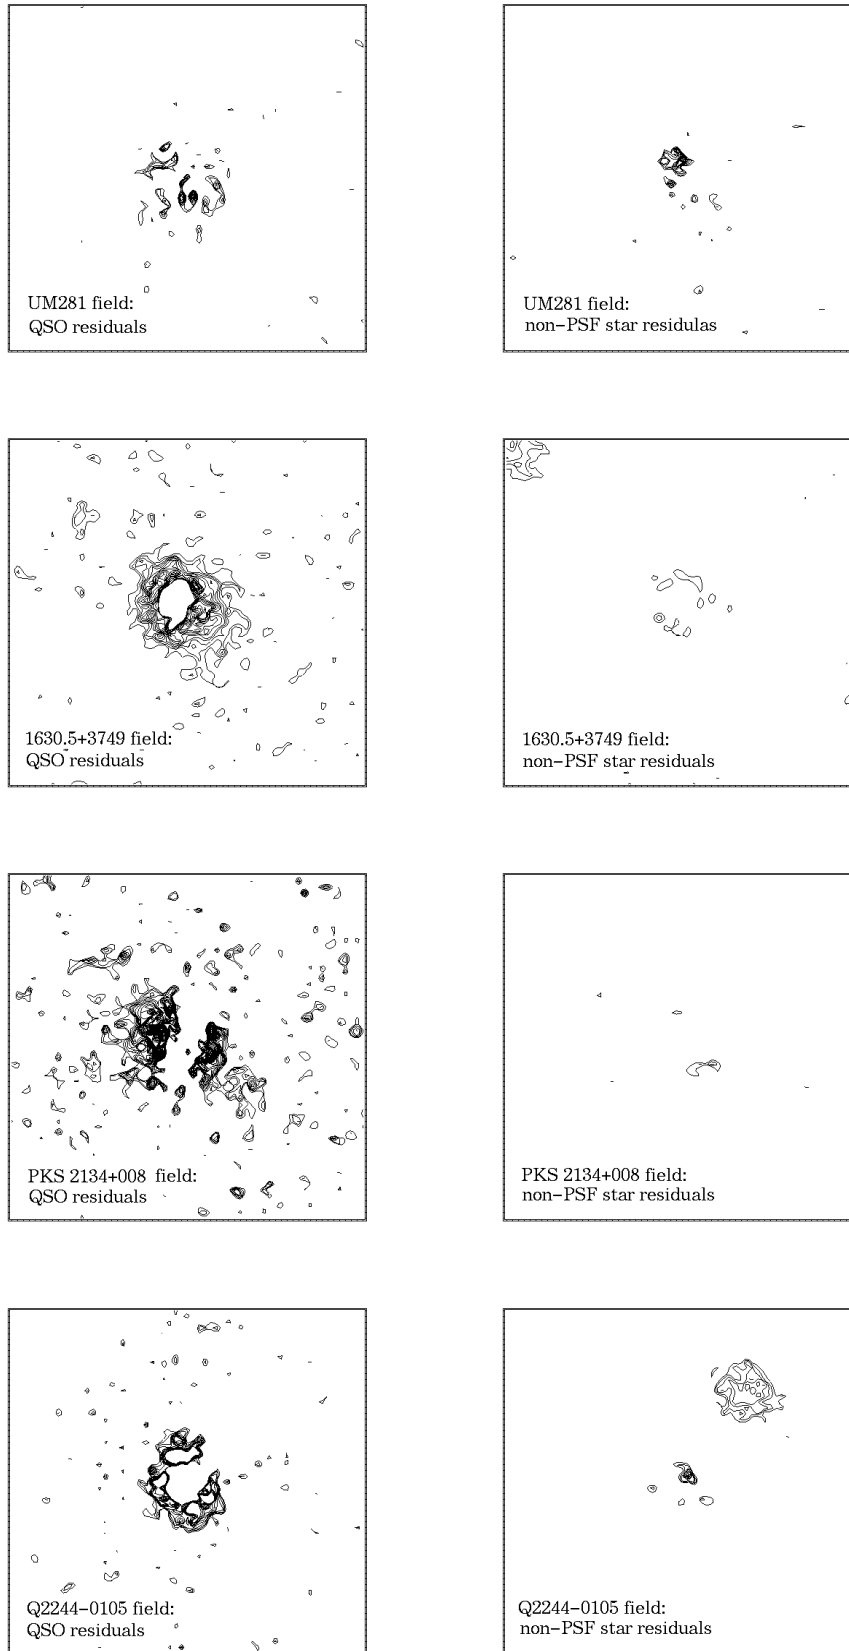 UM281 field:
QSO residuals
UM281 field:
non-PSF star residulas
1630.5+3749 field:
QSO residuals
1630.5+3749 field:
non-PSF star residuals
PKS 2134+008 field:
QSO residuals
PKS 2134+008 field:
non-PSF star residuals
Q2244-0105 field:
QSO residuals
Q2244-0105 field:
non-PSF star residuals